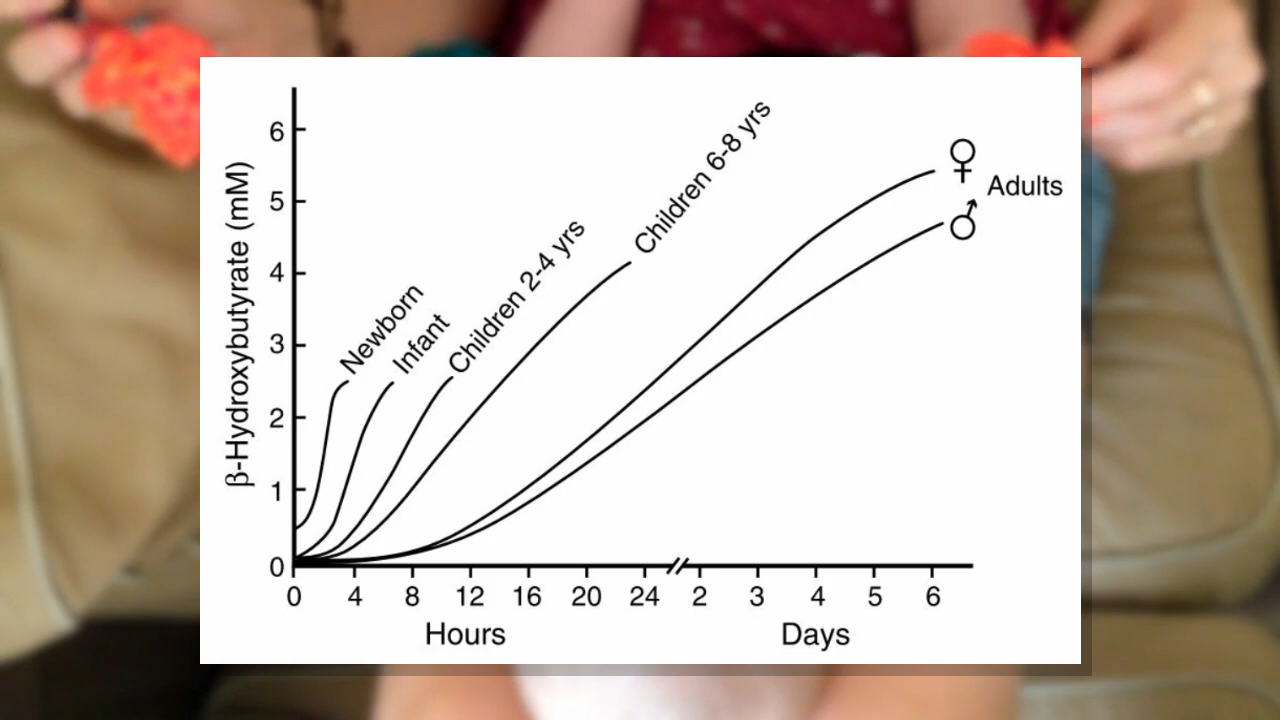 β-Hydroxybutyrate (mM)
6
5
4
3
2
1
0
Newborn
Infant
Children 2-4 yrs
Children 6-8 yrs
♀
♂
Adults
0 4 8 12 16 20 24 2 3 4 5 6
Hours Days